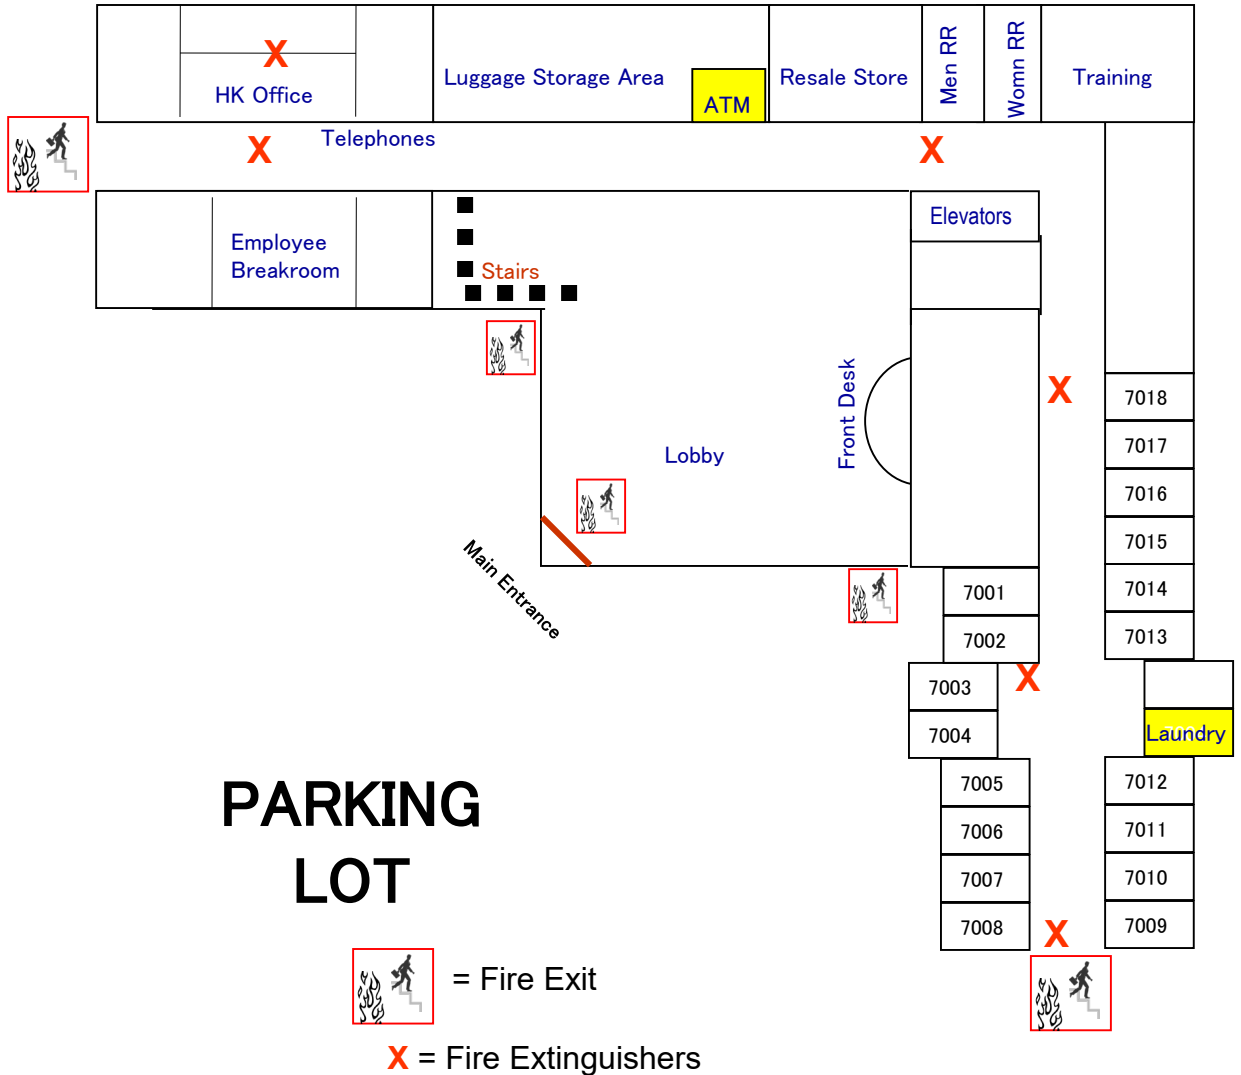 Luggage Storage Area
ATM
Resale Store
Men RR
Womn RR
Training
X
HK Office
X
Telephones
X
Employee
Breakroom
Stairs
Elevators
Front Desk
Lobby
Main Entrance
X
7018
7017
7016
7015
7014
7013
7001
7002
7003
X
7004
Laundry
7005
7006
7007
7008
7012
7011
7010
7009
X
PARKING
LOT
= Fire Exit
X = Fire Extinguishers